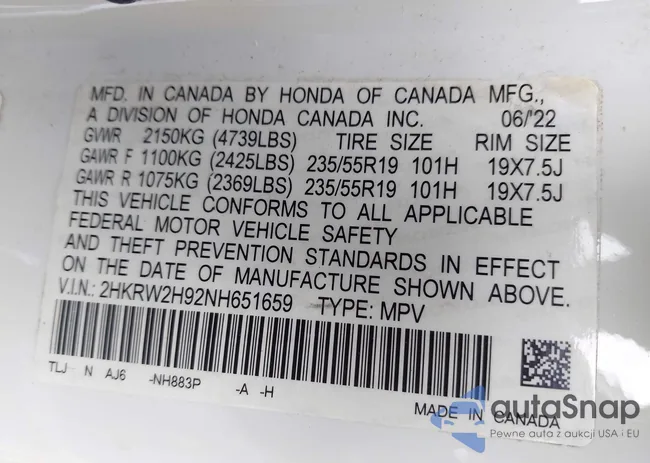 MFD. IN CANADA BY HONDA OF CANADA MFG.,
A DIVISION OF HONDA CANADA INC. 06/'22
GVWR 2150KG (4739LBS) TIRE SIZE RIM SIZE
GAWR F 1100KG (2425LBS) 235/55R19 101H 19X7.5J
GAWR R 1075KG (2369LBS) 235/55R19 101H 19X7.5J
THIS VEHICLE CONFORMS TO ALL APPLICABLE
FEDERAL MOTOR VEHICLE SAFETY
AND THEFT PREVENTION STANDARDS IN EFFECT
ON THE DATE OF MANUFACTURE SHOWN ABOVE.
V.I.N.: 2HKRW2H92NH651659 TYPE: MPV
TLJ N AJ6 -NH883P -A -H
MADE IN CANADA
autaSnap
Pewne auta z aukcji USA i EU